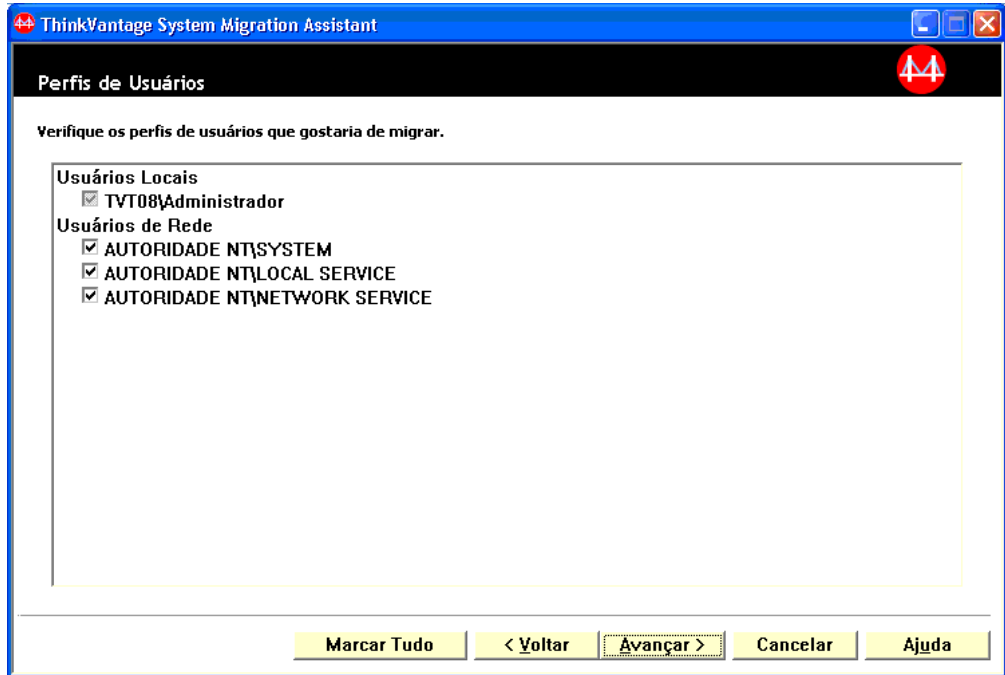 ThinkVantage System Migration Assistant
Perfis de Usuários
Verifique os perfis de usuários que gostaria de migrar.
Usuários Locais
TVT08\Administrador
Usuários de Rede
AUTORIDADE NT\SYSTEM
AUTORIDADE NT\LOCAL SERVICE
AUTORIDADE NT\NETWORK SERVICE
Marcar Tudo < Voltar Avançar > Cancelar Ajuda